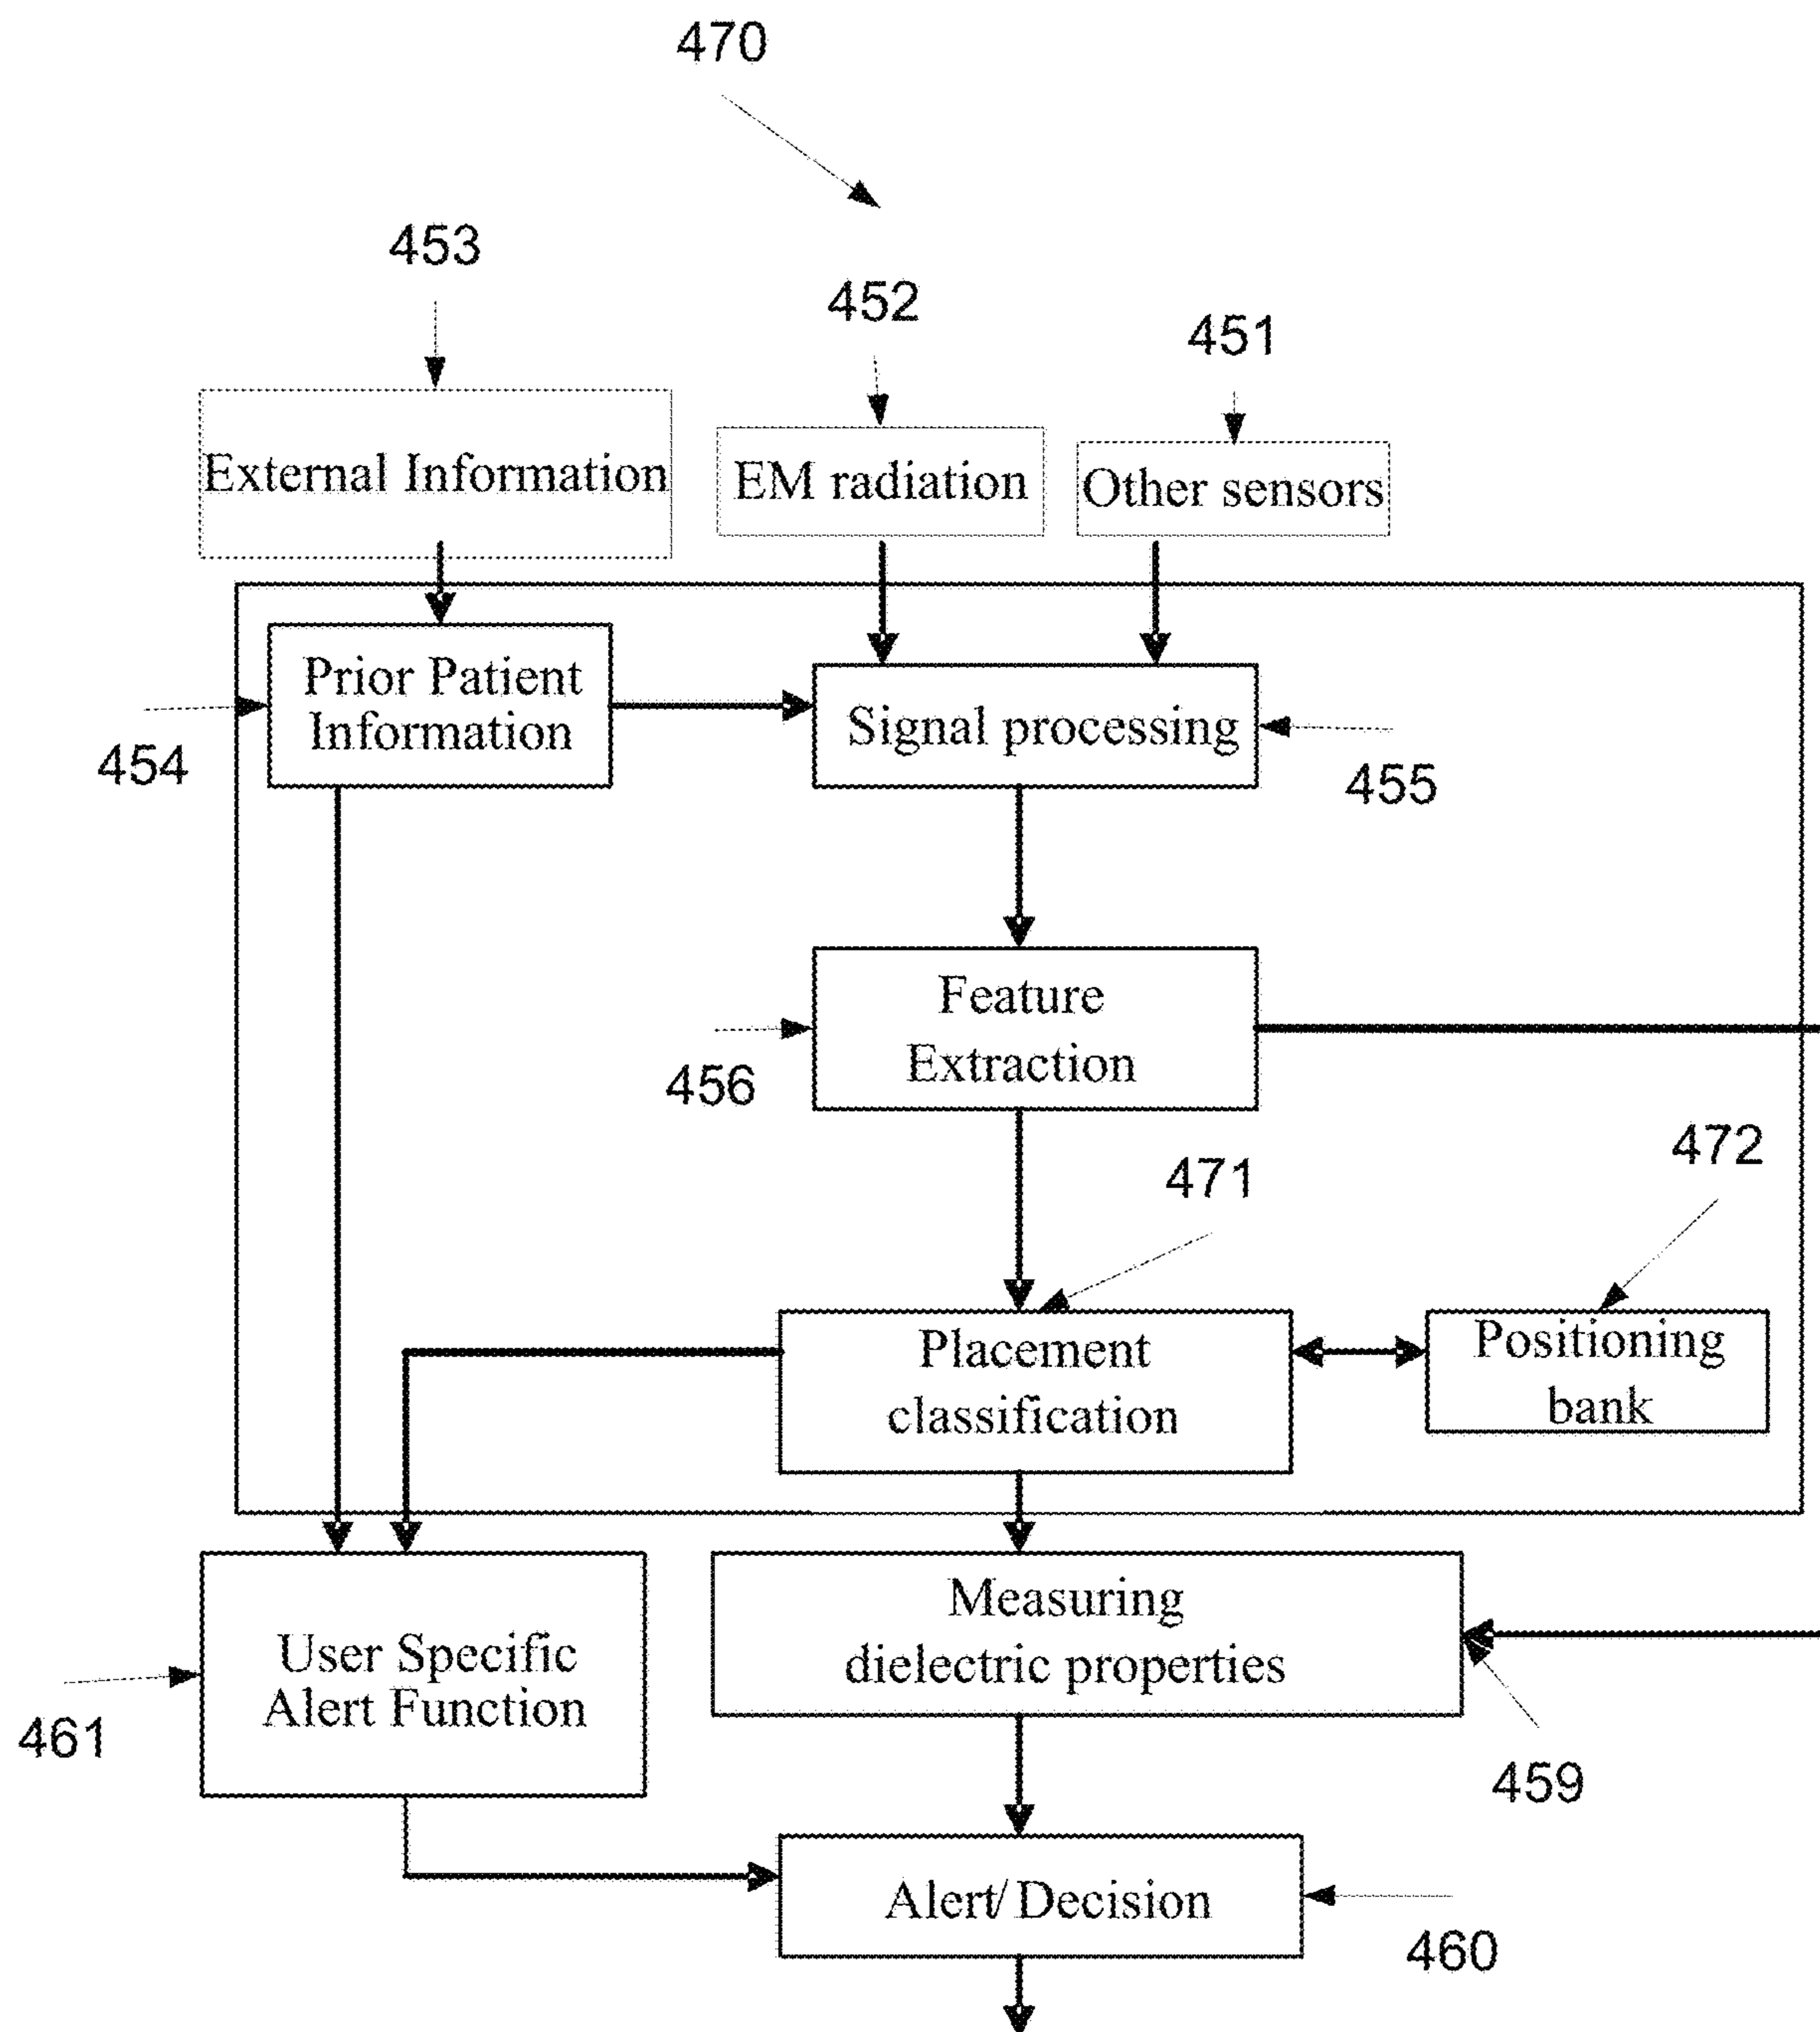 470
453
452
451
External Information
EM radiation
Other sensors
Prior Patient
Information
454
Signal processing
455
Feature
Extraction
456
471
472
Placement
classification
Positioning
bank
User Specific
Alert Function
461
Measuring
dielectric properties
459
Alert/ Decision
460